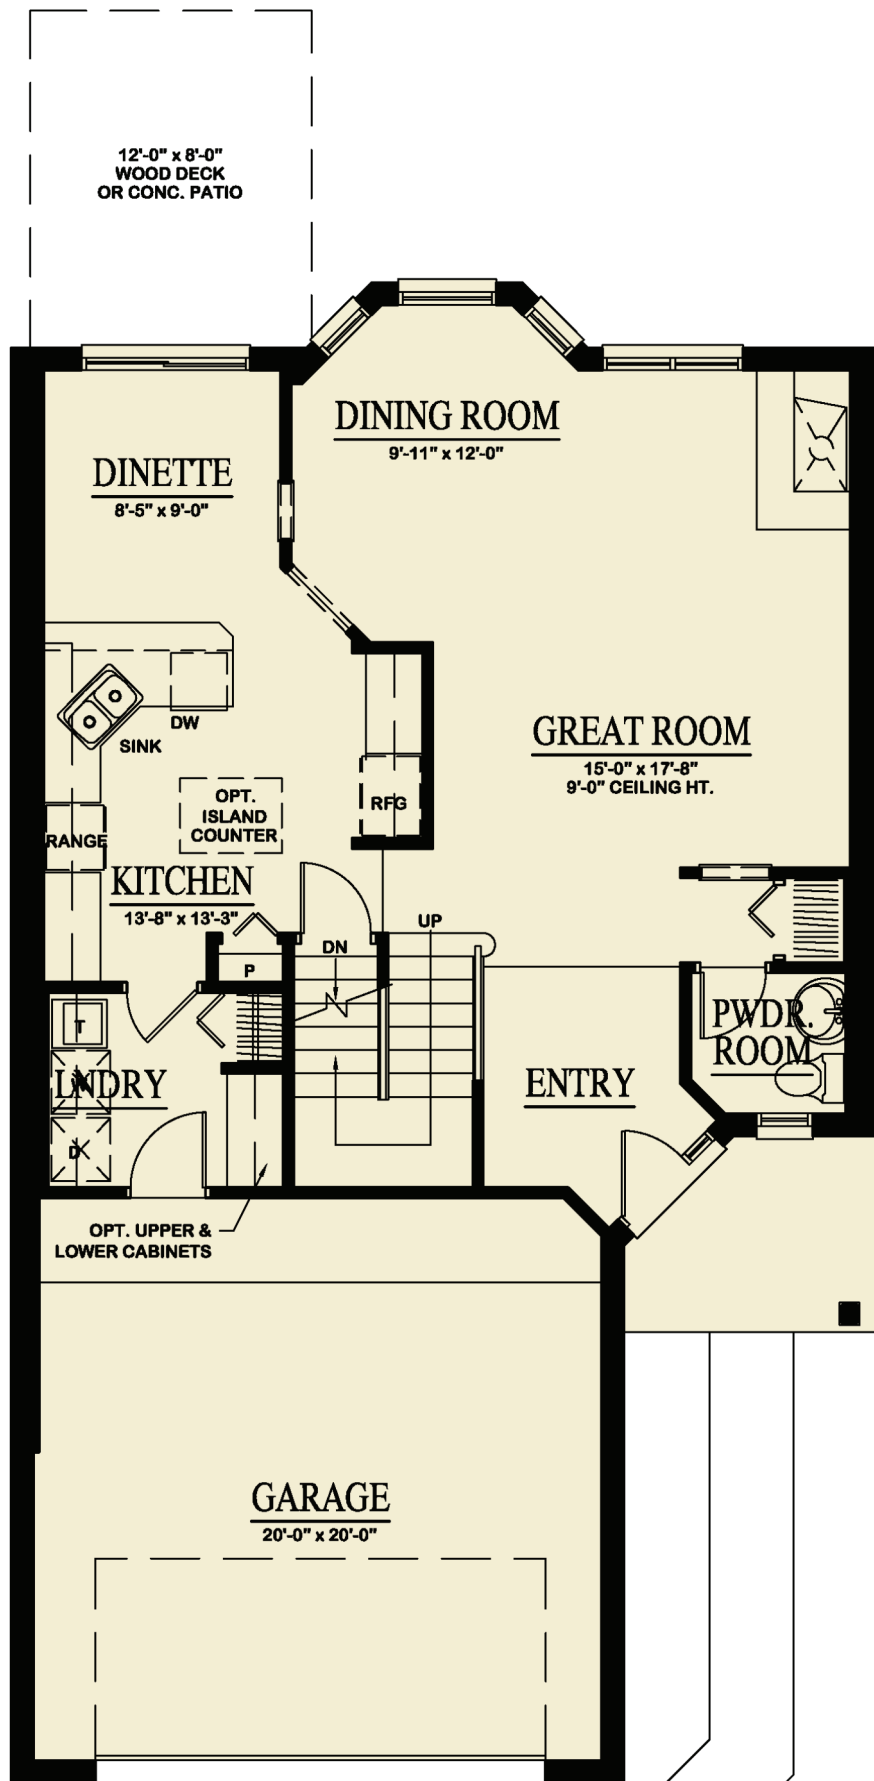 12'-0" x 8'-0"
WOOD DECK
OR CONC. PATIO
DINING ROOM
9'-11" x 12'-0"
DINETTE
8'-5" x 9'-0"
DW
SINK
GREAT ROOM
15'-0" x 17'-8"
9'-0" CEILING HT.
OPT.
ISLAND
COUNTER
RFG
RANGE
KITCHEN
13'-8" x 13'-3"
UP
DN
P
T
PWDR.
ROOM
W
LNDRY
ENTRY
D
OPT. UPPER &
LOWER CABINETS
GARAGE
20'-0" x 20'-0"